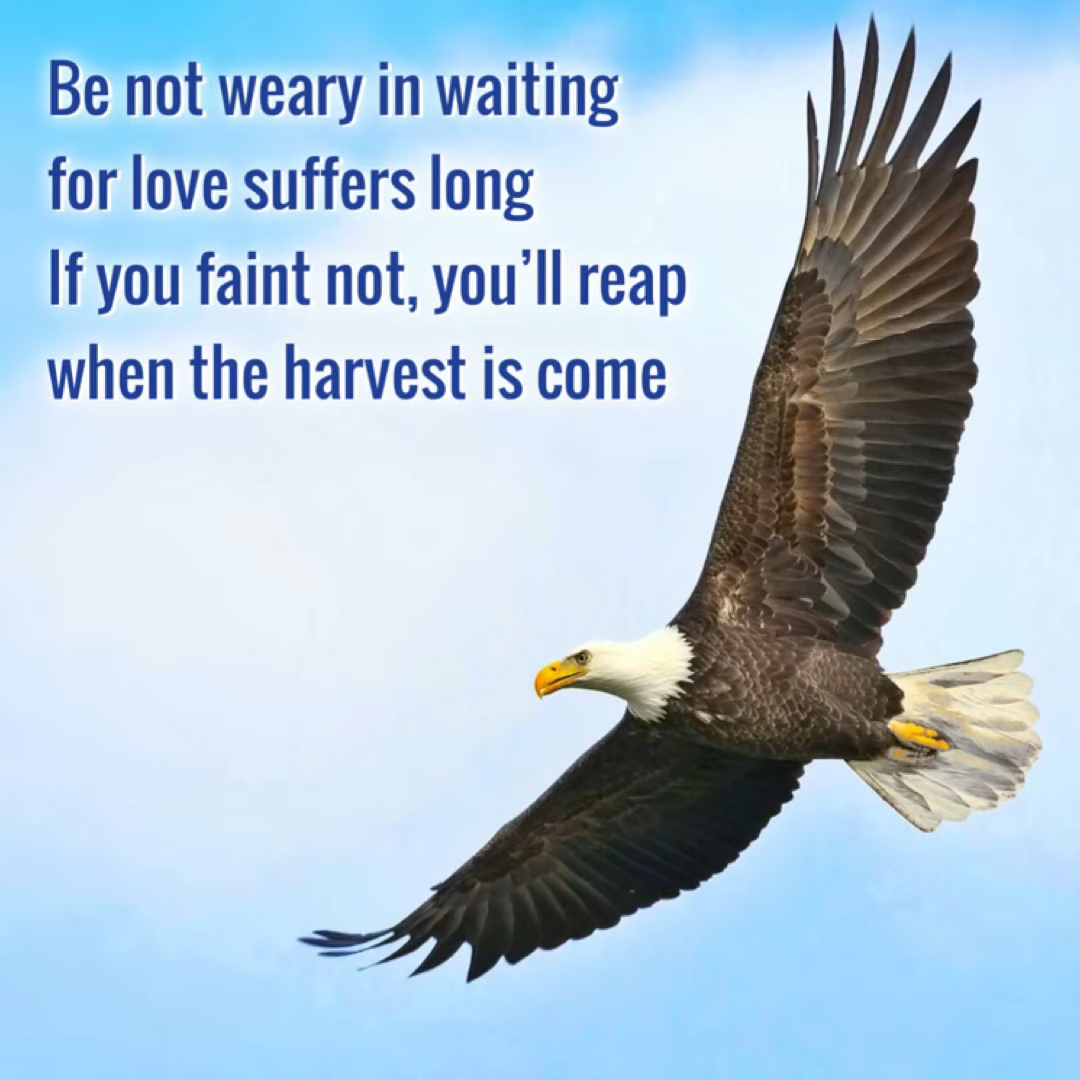 Be not weary in waiting
for love suffers long
If you faint not, you’ll reap
when the harvest is come